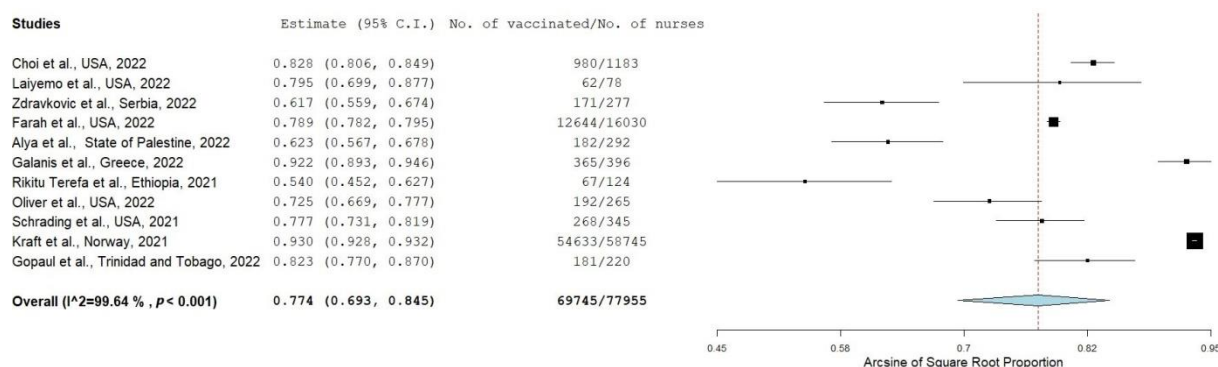 Studies Estimate (95% C.I.) No. of vaccinated/No. of nurses
Choi et al., USA, 2022 0.828 (0.806, 0.849) 980/1183
Laiyemo et al., USA, 2022 0.795 (0.699, 0.877) 62/78
Zdravkovic et al., Serbia, 2022 0.617 (0.559, 0.674) 171/277
Farah et al., USA, 2022 0.789 (0.782, 0.795) 12644/16030
Alya et al., State of Palestine, 2022 0.623 (0.567, 0.678) 182/292
Galanis et al., Greece, 2022 0.922 (0.893, 0.946) 365/396
Rikitu Terefa et al., Ethiopia, 2021 0.540 (0.452, 0.627) 67/124
Oliver et al., USA, 2022 0.725 (0.669, 0.777) 192/265
Schrading et al., USA, 2021 0.777 (0.731, 0.819) 268/345
Kraft et al., Norway, 2021 0.930 (0.928, 0.932) 54633/58745
Gopaul et al., Trinidad and Tobago, 2022 0.823 (0.770, 0.870) 181/220
Overall (I^2=99.64 % , p < 0.001) 0.774 (0.693, 0.845) 69745/77955
0.45 0.58 0.7 0.82 0.95
Arcsine of Square Root Proportion